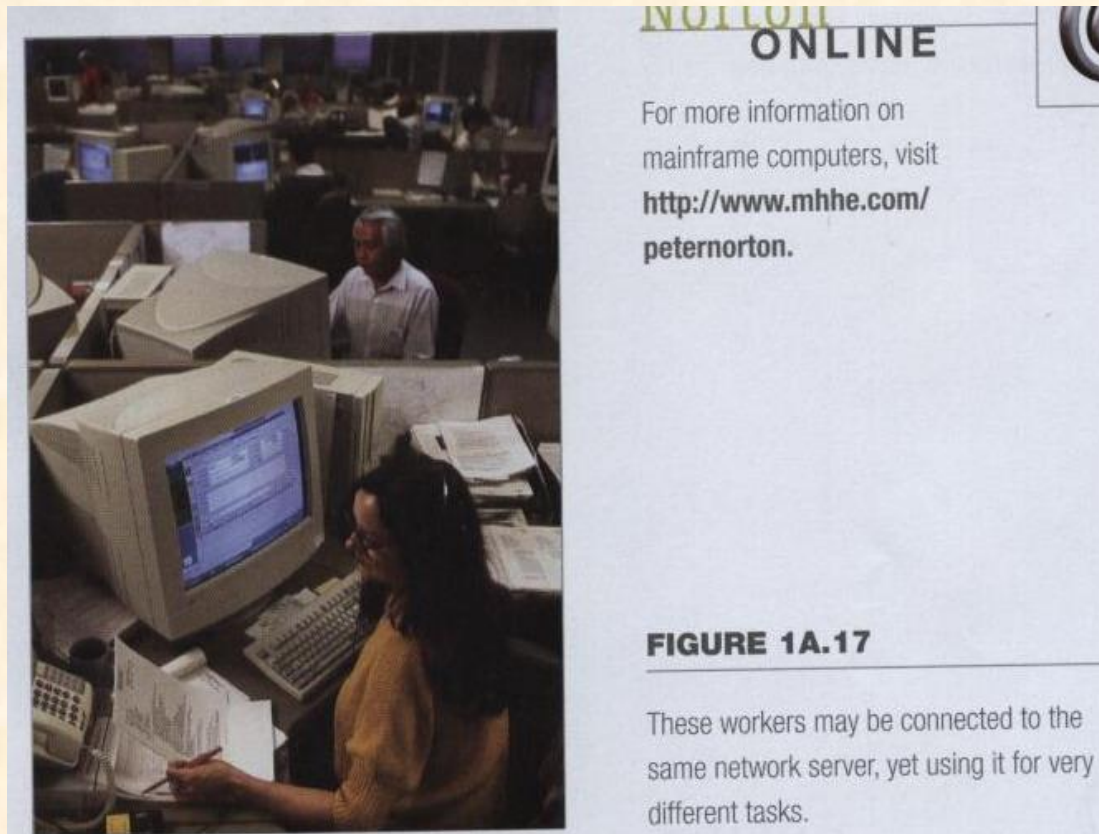 Norton
ONLINE
For more information on
mainframe computers, visit
http://www.mhhe.com/
peternorton.
FIGURE 1A.17
These workers may be connected to the
same network server, yet using it for very
different tasks.